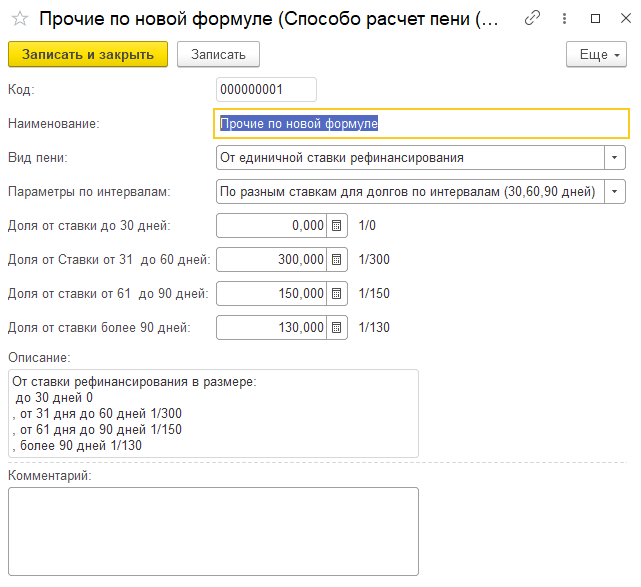 Прочие по новой формуле (Способо расчет пени (...
Записать и закрыть
Записать
Еще
Код: 000000001
Наименование: Прочие по новой формуле
Вид пени: От единичной ставки рефинансирования
Параметры по интервалам: По разным ставкам для долгов по интервалам (30,60,90 дней)
Доля от ставки до 30 дней: 0,000 1/0
Доля от Ставки от 31 до 60 дней: 300,000 1/300
Доля от ставки от 61 до 90 дней: 150,000 1/150
Доля от ставки более 90 дней: 130,000 1/130
Описание:
От ставки рефинансирования в размере:
до 30 дней 0
, от 31 дня до 60 дней 1/300
, от 61 дня до 90 дней 1/150
, более 90 дней 1/130
Комментарий: